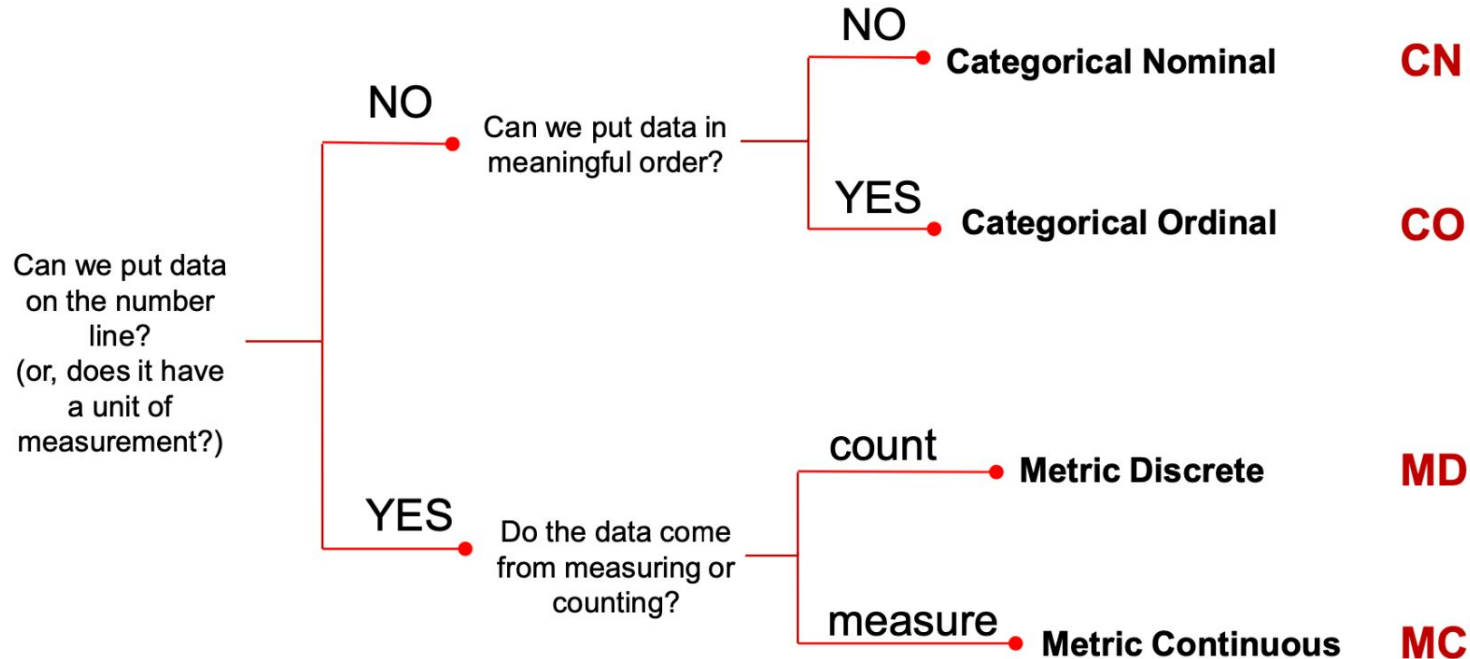 Can we put data
on the number
line?
(or, does it have
a unit of
measurement?)
NO
Can we put data in
meaningful order?
NO
Categorical Nominal CN
YES
Categorical Ordinal CO
YES
Do the data come
from measuring or
counting?
count
Metric Discrete MD
measure
Metric Continuous MC